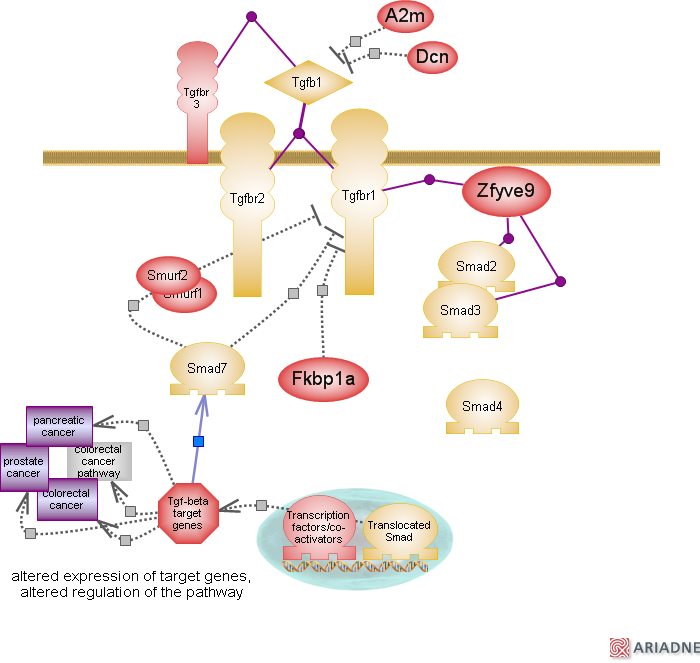 A2m
Dcn
Tgfbr
3
Tgfb1
Tgfbr2
Tgfbr1
Zfyve9
Smad2
Smad3
Smurf2
Smurf1
Smad7
Fkbp1a
Smad4
pancreatic
cancer
colorectal
cancer
pathway
prostate
cancer
colorectal
cancer
Tgf-beta
target
genes
Transcription
factors/co-
activators
Translocated
Smad
altered expression of target genes,
altered regulation of the pathway
ARIADNE